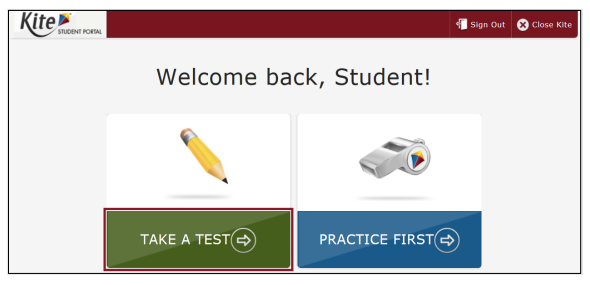 Kite
STUDENT PORTAL
Sign Out
Close Kite
Welcome back, Student!
TAKE A TEST
PRACTICE FIRST